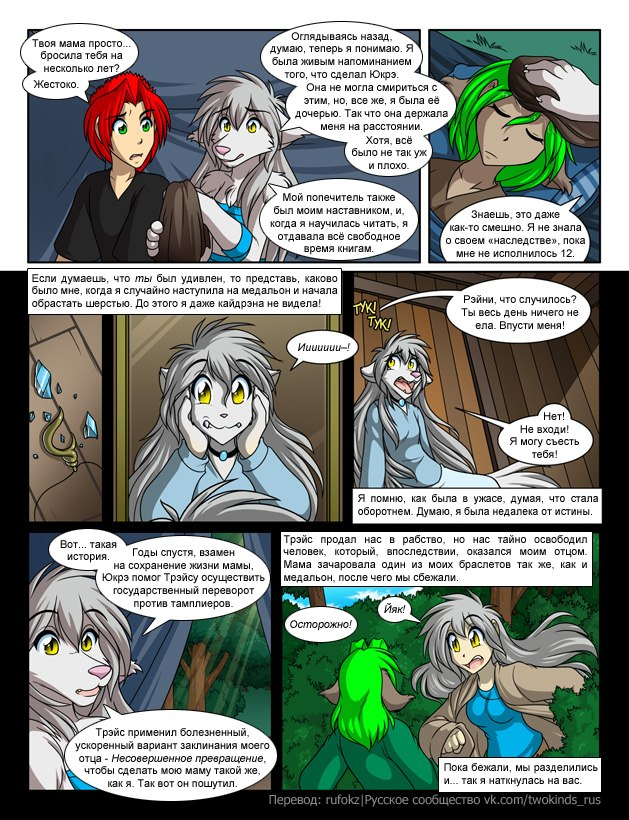 Твоя мама просто...
бросила тебя на
несколько лет?
Жестоко.
Оглядываясь назад,
думаю, теперь я понимаю. Я
была живым напоминанием
того, что сделал Юкрэ.
Она не могла смириться
с этим, но, все же, я была её
дочерью. Так что она держала
меня на расстоянии.
Хотя, всё
было не так уж
и плохо.
Мой попечитель также
был моим наставником, и,
когда я научилась читать, я
отдавала всё свободное
время книгам.
Знаешь, это даже
как-то смешно. Я не знала
о своем «наследстве», пока
мне не исполнилось 12.
Если думаешь, что ты был удивлен, то представь, каково
было мне, когда я случайно наступила на медальон и начала
обрастать шерстью. До этого я даже кайдрэна не видела!
Иииииии–!
ТУК!
ТУК!
Рэйни, что случилось?
Ты весь день ничего не
ела. Впусти меня!
Нет!
Не входи!
Я могу съесть
тебя!
Я помню, как была в ужасе, думая, что стала
оборотнем. Думаю, я была недалека от истины.
Вот... такая
история.
Годы спустя, взамен
на сохранение жизни мамы,
Юкрэ помог Трэйсу осуществить
государственный переворот
против тамплиеров.
Трэйс применил болезненный,
ускоренный вариант заклинания моего
отца - Несовершенное превращение,
чтобы сделать мою маму такой же,
как я. Так вот он пошутил.
Трэйс продал нас в рабство, но нас тайно освободил
человек, который, впоследствии, оказался моим отцом.
Мама зачаровала один из моих браслетов так же, как и
медальон, после чего мы сбежали.
Осторожно!
Йяк!
Пока бежали, мы разделились
и... так я наткнулась на вас.
Перевод: rufokz|Русское сообщество vk.com/twokinds_rus